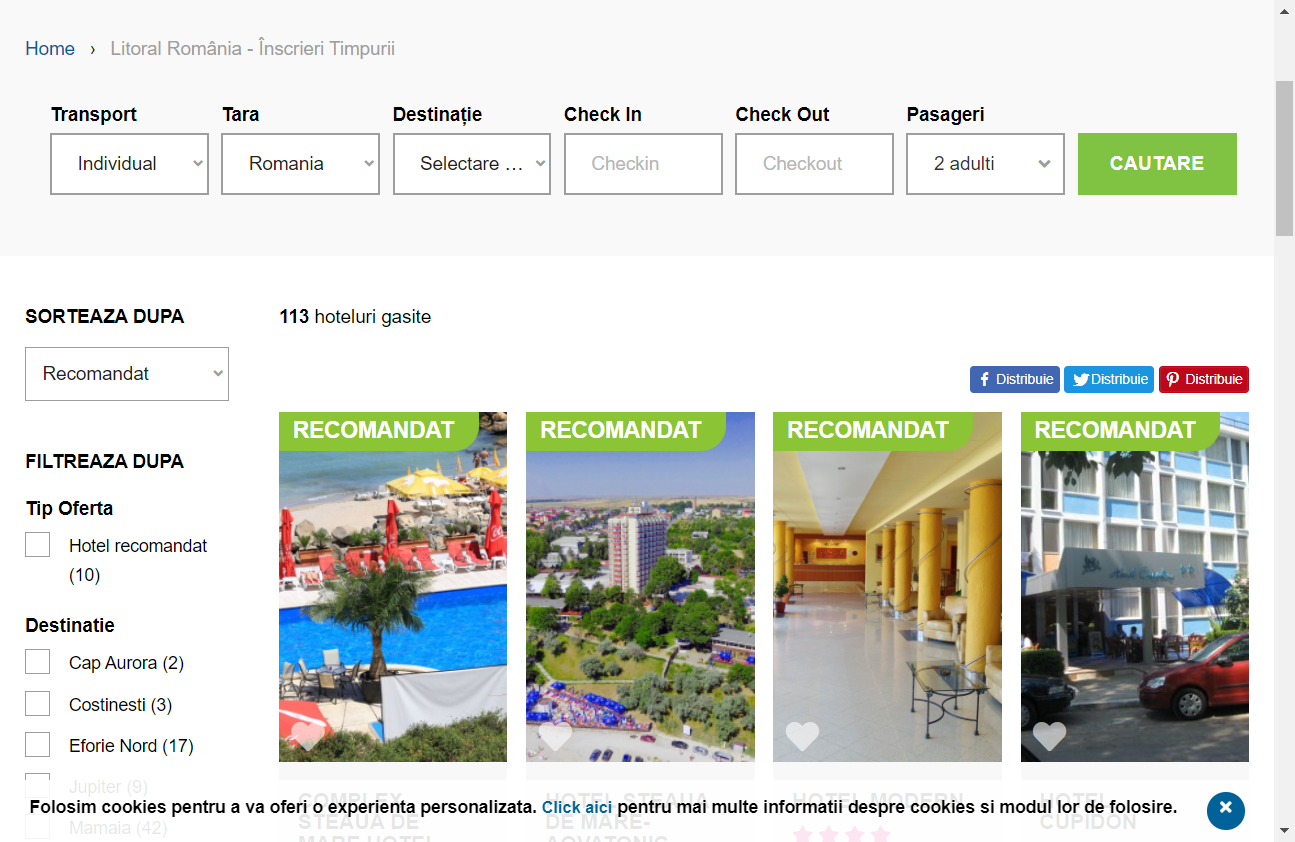 Home › Litoral România - Înscrieri Timpurii
Transport Tara Destinație Check In Check Out Pasageri
Individual Romania Selectare ... Checkin Checkout 2 adulti CAUTARE
SORTEAZA DUPA
113 hoteluri gasite
Recomandat
Distribuie Distribuie Distribuie
RECOMANDAT RECOMANDAT RECOMANDAT RECOMANDAT
FILTREAZA DUPA
Tip Oferta
Hotel recomandat
(10)
Destinatie
Cap Aurora (2)
Costinesti (3)
Eforie Nord (17)
Jupiter (9)
Mamaia (42)
COMPLEX
STEAUA DE
MARE HOTEL
HOTEL STEAUA
DE MARE-
ACVATONIC
HOTEL MODERN
HOTEL
CUPIDON
Folosim cookies pentru a va oferi o experienta personalizata. Click aici pentru mai multe informatii despre cookies si modul lor de folosire.